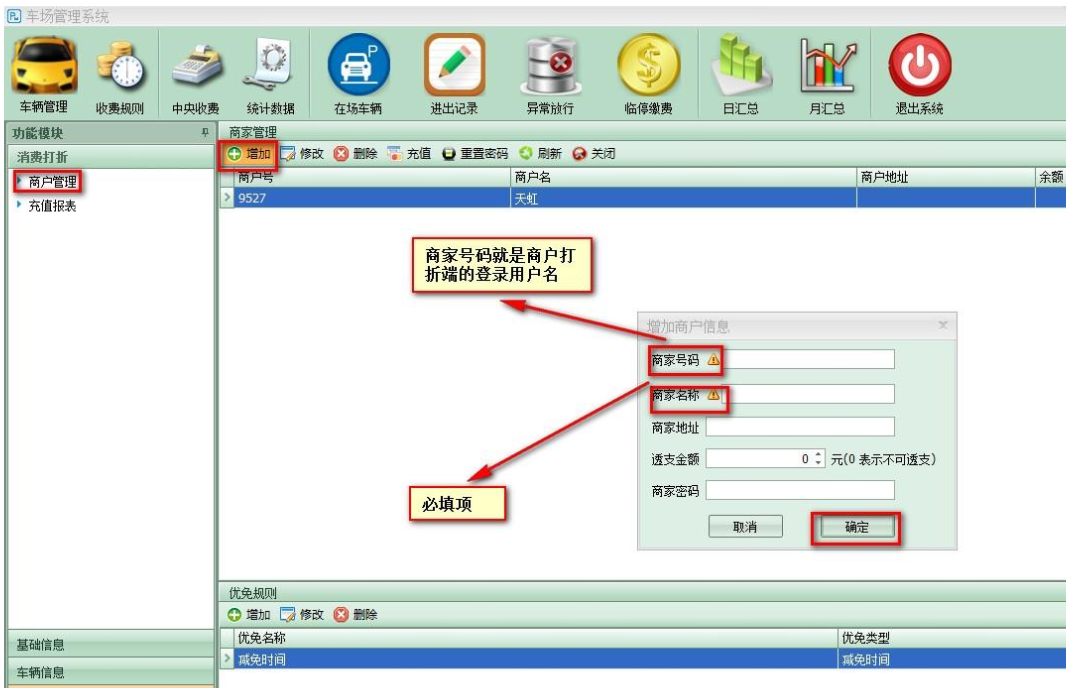 车场管理系统
车辆管理 收费规则 中央收费 统计数据 在场车辆 进出记录 异常放行 临停缴费 日汇总 月汇总 退出系统
功能模块
商家管理
消费打折
增加 修改 删除 充值 重置密码 刷新 关闭
商户管理
商户号 商户名 商户地址 余额
9527 天虹
充值报表
商家号码就是商户打
折端的登录用户名
增加商户信息
商家号码
商家名称
商家地址
透支金额 0 元(0 表示不可透支)
商家密码
必填项
取消 确定
优免规则
增加 修改 删除
优免名称 优免类型
基础信息
减免时间 减免时间
车辆信息